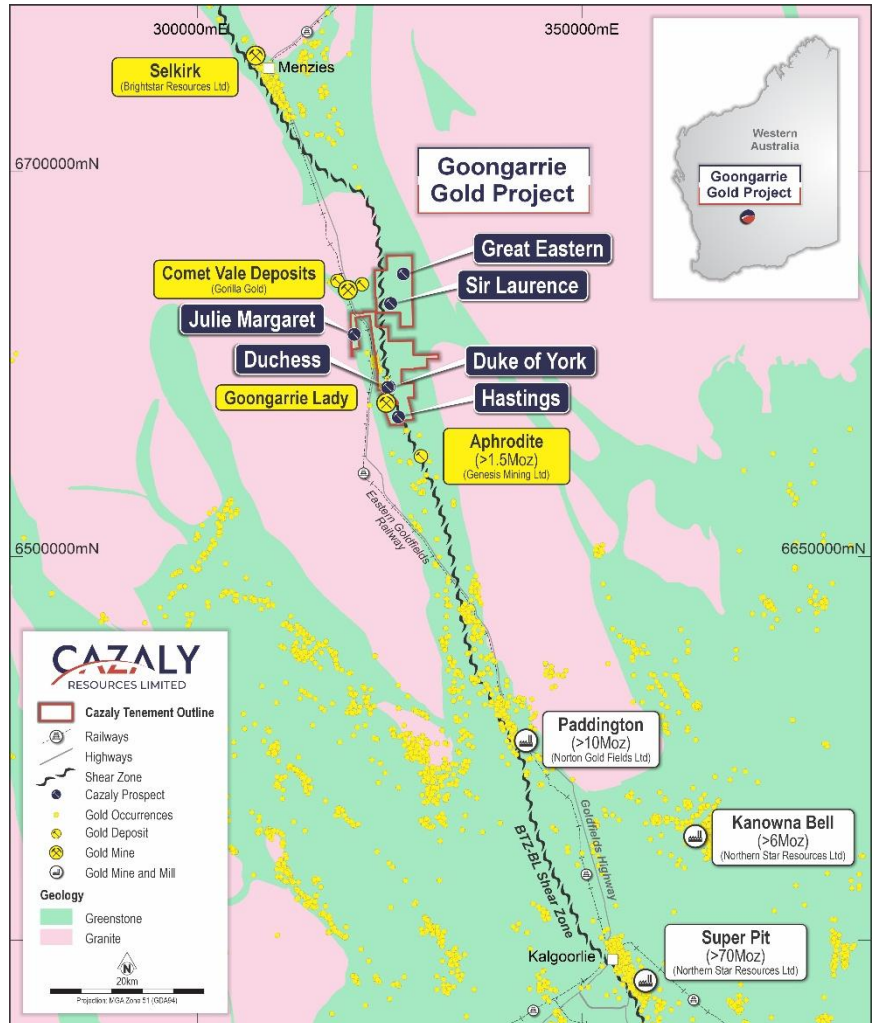 300000mE
350000mE
Selkirk
(Brightstar Resources Ltd)
Menzies
Western
Australia
Goongarrie
Gold Project
6700000mN
Goongarrie
Gold Project
Great Eastern
Comet Vale Deposits
(Gorilla Gold)
Sir Laurence
Julie Margaret
Duchess
Duke of York
Goongarrie Lady
Hastings
Aphrodite
(>1.5Moz)
(Genesis Mining Ltd)
Eastern Goldfields
Railway
6500000mN
6650000mN
CAZALY
RESOURCES LIMITED
Cazaly Tenement Outline
Railways
Highways
Shear Zone
Cazaly Prospect
Gold Occurrences
Gold Deposit
Gold Mine
Gold Mine and Mill
Geology
Greenstone
Granite
N
20km
Projection: MGA Zone 51 (GDA94)
Paddington
(>10Moz)
(Norton Gold Fields Ltd)
Goldfields Highway
Kanowna Bell
(>6Moz)
(Northern Star Resources Ltd)
BTZ-BL Shear Zone
Super Pit
(>70Moz)
(Northern Star Resources Ltd)
Kalgoorlie